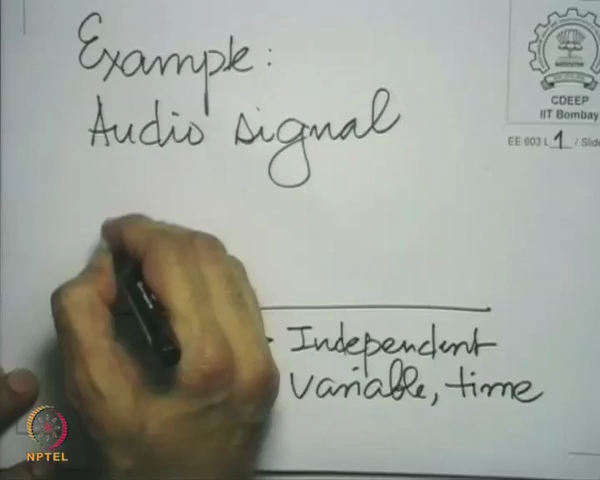 Example:
Audio signal
CDEEP
IIT Bombay
EE 603 L 1 / Slide
Independent
Variable, time
NPTEL